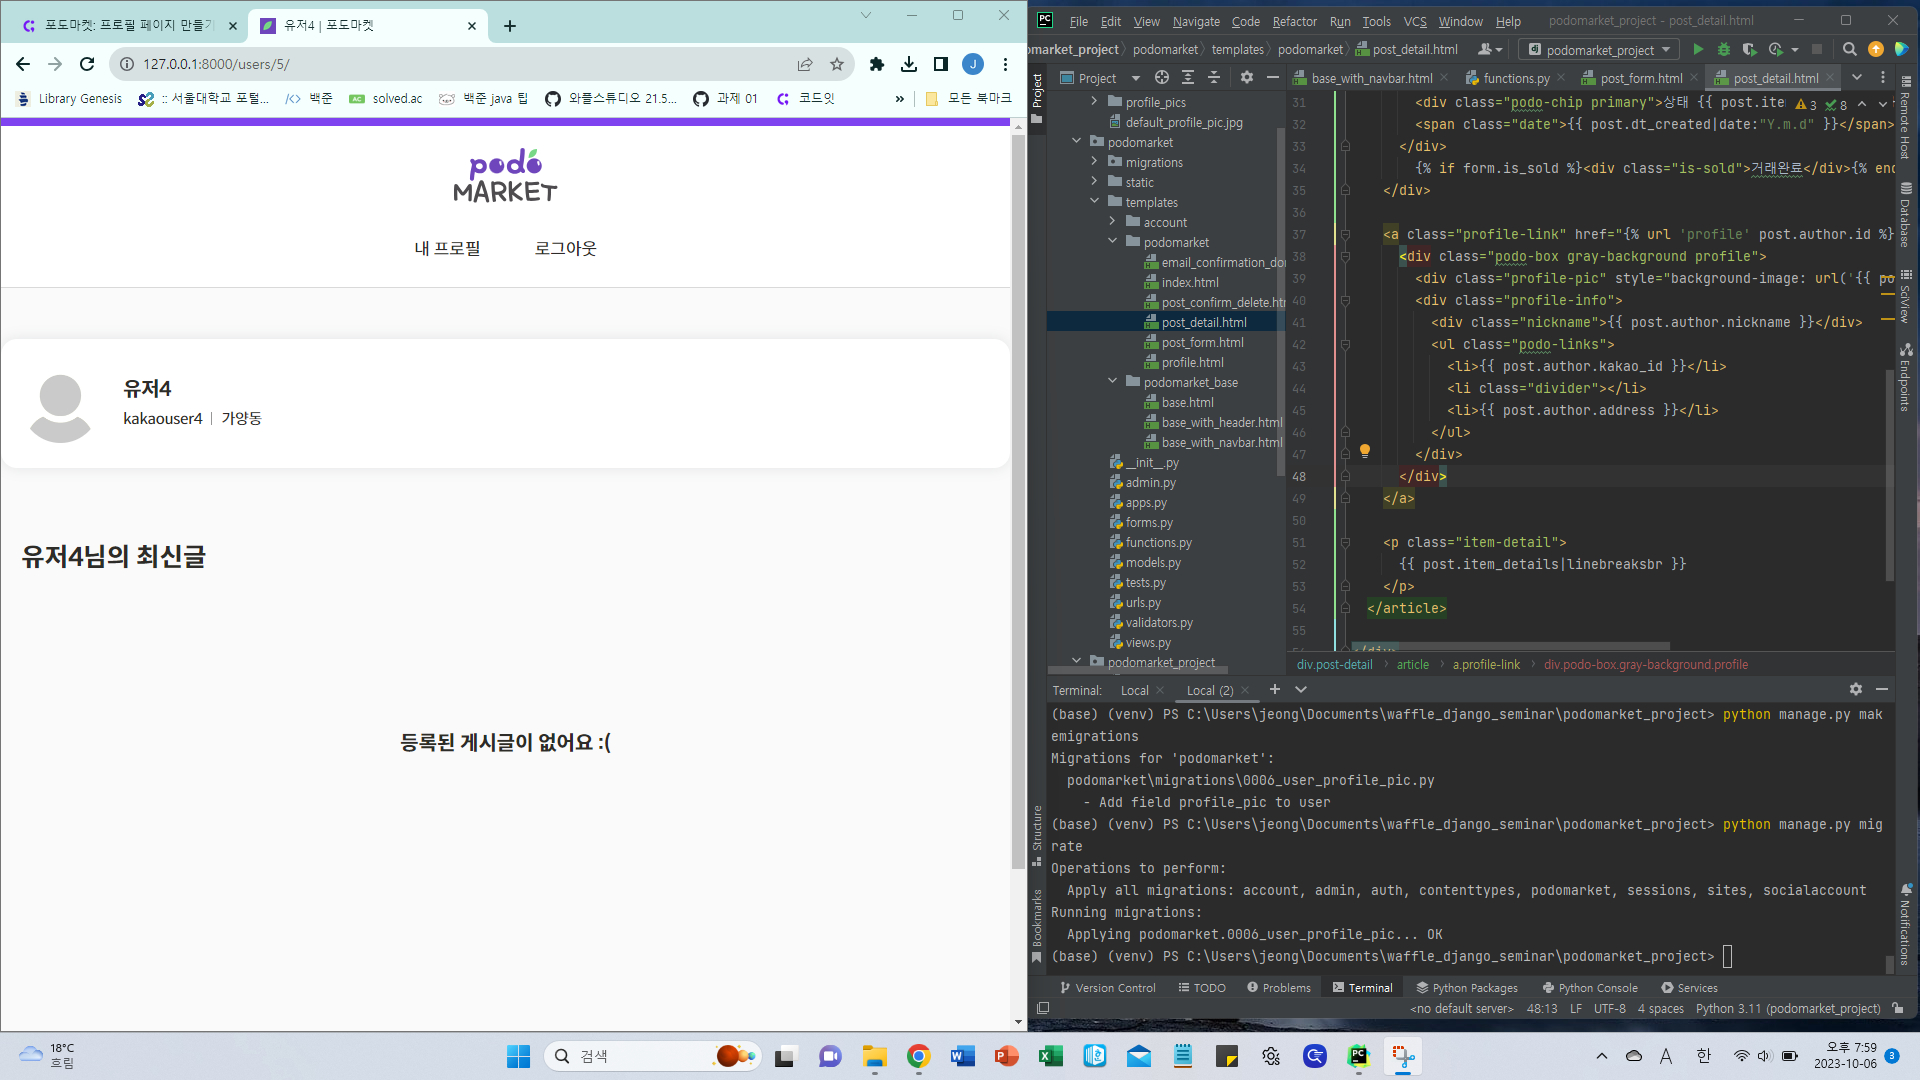 포도마켓: 프로필 페이지 만들기
유저4 | 포도마켓
127.0.0.1:8000/users/5/
J
Library Genesis
:: 서울대학교 포털...
백준
solved.ac
백준 java 팁
와플스튜디오 21.5...
과제 01
코드잇
»
모든 북마크
podo
MARKET
내 프로필
로그아웃
유저4
kakaouser4
가양동
유저4님의 최신글
등록된 게시글이 없어요 :(
File Edit View Navigate Code Refactor Run Tools VCS Window Help
podomarket_project - post_detail.html
omarket_project
podomarket
templates
podomarket
post_detail.html
podomarket_project
Project
base_with_navbar.html
functions.py
post_form.html
post_detail.html
profile_pics
default_profile_pic.jpg
podomarket
migrations
static
templates
account
podomarket
email_confirmation_do
index.html
post_confirm_delete.htm
post_detail.html
post_form.html
profile.html
podomarket_base
base.html
base_with_header.html
base_with_navbar.html
__init__.py
admin.py
apps.py
forms.py
functions.py
models.py
tests.py
urls.py
validators.py
views.py
podomarket_project
31 <div class="podo-chip primary">상태 {{ post.ite
3 8
32 <span class="date">{{ post.dt_created|date:"Y.m.d" }}</span>
33 </div>
34 {% if form.is_sold %}<div class="is-sold">거래완료</div>{% en
35 </div>
36
37 <a class="profile-link" href="{% url 'profile' post.author.id %}
38 <div class="podo-box gray-background profile">
39 <div class="profile-pic" style="background-image: url('{{ po
40 <div class="profile-info">
41 <div class="nickname">{{ post.author.nickname }}</div>
42 <ul class="podo-links">
43 <li>{{ post.author.kakao_id }}</li>
44 <li class="divider"></li>
45 <li>{{ post.author.address }}</li>
46 </ul>
47 </div>
48 </div>
49 </a>
50
51 <p class="item-detail">
52 {{ post.item_details|linebreaksbr }}
53 </p>
54 </article>
55
div.post-detail
article
a.profile-link
div.podo-box.gray-background.profile
Project
Structure
Bookmarks
Remote Host
Database
SciView
Endpoints
Notifications
Terminal: Local Local (2)
(base) (venv) PS C:\Users\jeong\Documents\waffle_django_seminar\podomarket_project> python manage.py mak
emigrations
Migrations for 'podomarket':
podomarket\migrations\0006_user_profile_pic.py
- Add field profile_pic to user
(base) (venv) PS C:\Users\jeong\Documents\waffle_django_seminar\podomarket_project> python manage.py mig
rate
Operations to perform:
Apply all migrations: account, admin, auth, contenttypes, podomarket, sessions, sites, socialaccount
Running migrations:
Applying podomarket.0006_user_profile_pic... OK
(base) (venv) PS C:\Users\jeong\Documents\waffle_django_seminar\podomarket_project>
Version Control
TODO
Problems
Terminal
Python Packages
Python Console
Services
<no default server> 48:13 LF UTF-8 4 spaces Python 3.11 (podomarket_project)
18°C
흐림
검색
A
한
오후 7:59
2023-10-06
3